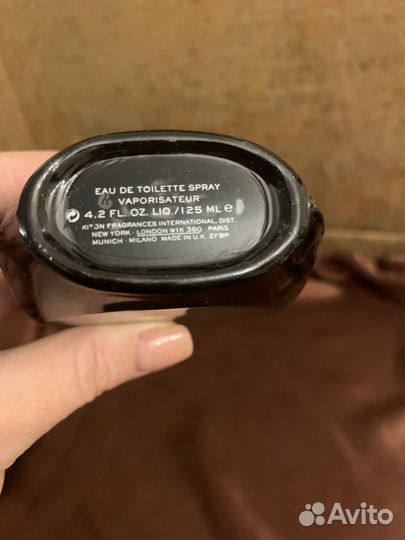 EAU DE TOILETTE SPRAY
VAPORISATEUR
4.2 FL. OZ. LIQ./125 ML e
KITON FRAGRANCES INTERNATIONAL, DIST.
NEW YORK · LONDON W1K 3BQ · PARIS
MUNICH · MILANO MADE IN U.K. 2F9P
Avito